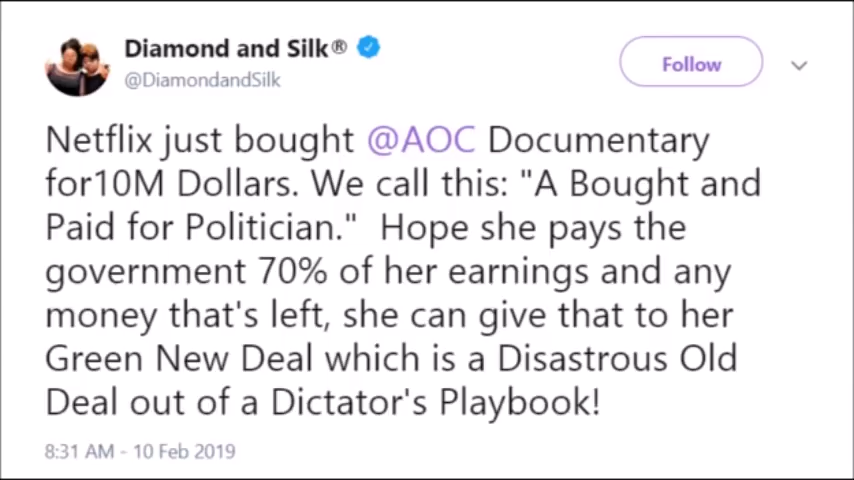 Diamond and Silk®
@DiamondandSilk
Follow
Netflix just bought @AOC Documentary
for10M Dollars. We call this: "A Bought and
Paid for Politician."  Hope she pays the
government 70% of her earnings and any
money that's left, she can give that to her
Green New Deal which is a Disastrous Old
Deal out of a Dictator's Playbook!
8:31 AM - 10 Feb 2019